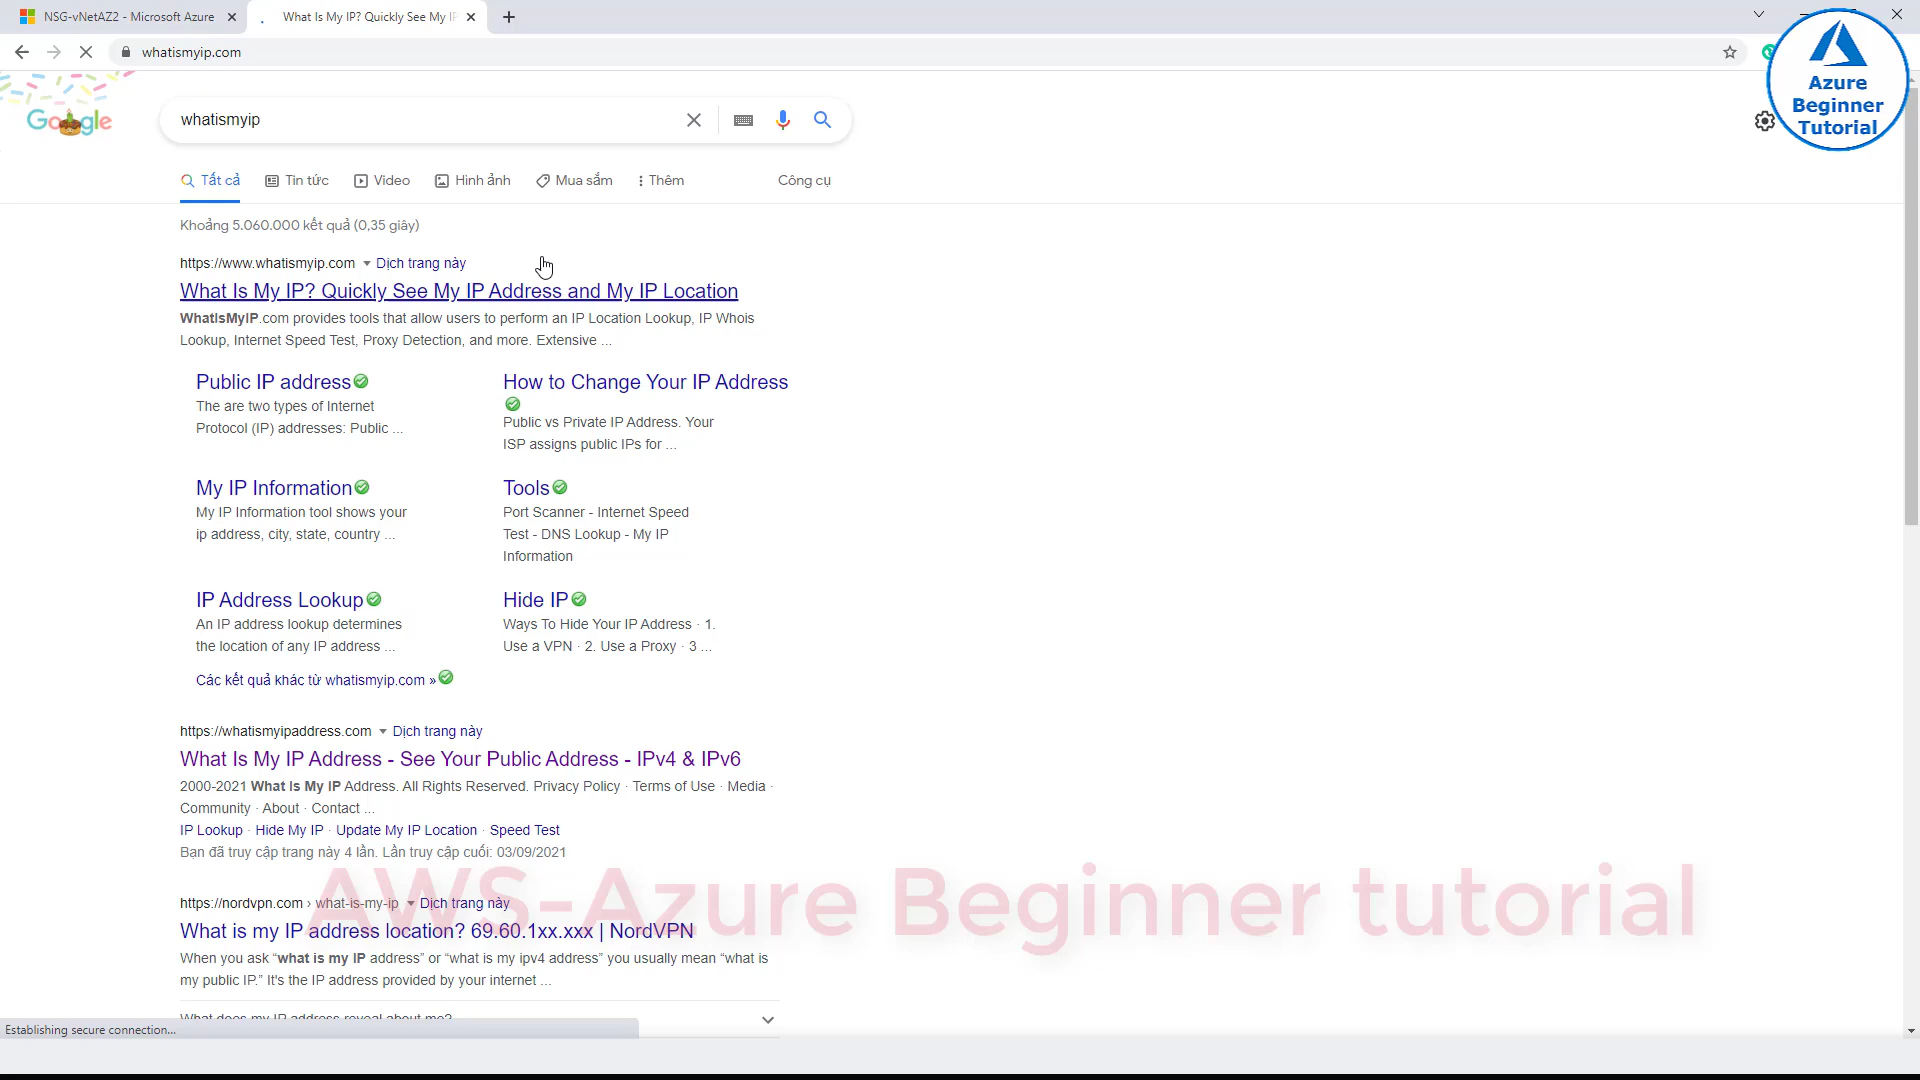 NSG-vNetAZ2 - Microsoft Azure
What Is My IP? Quickly See My IP
whatismyip.com
Azure
Beginner
Tutorial
Google
whatismyip
Tất cả
Tin tức
Video
Hình ảnh
Mua sắm
Thêm
Công cụ
Khoảng 5.060.000 kết quả (0,35 giây)
https://www.whatismyip.com Dịch trang này
What Is My IP? Quickly See My IP Address and My IP Location
WhatIsMyIP.com provides tools that allow users to perform an IP Location Lookup, IP Whois
Lookup, Internet Speed Test, Proxy Detection, and more. Extensive ...
Public IP address
The are two types of Internet
Protocol (IP) addresses: Public ...
How to Change Your IP Address
Public vs Private IP Address. Your
ISP assigns public IPs for ...
My IP Information
My IP Information tool shows your
ip address, city, state, country ...
Tools
Port Scanner - Internet Speed
Test - DNS Lookup - My IP
Information
IP Address Lookup
An IP address lookup determines
the location of any IP address ...
Hide IP
Ways To Hide Your IP Address · 1.
Use a VPN · 2. Use a Proxy · 3 ...
Các kết quả khác từ whatismyip.com »
https://whatismyipaddress.com Dịch trang này
What Is My IP Address - See Your Public Address - IPv4 & IPv6
2000-2021 What Is My IP Address. All Rights Reserved. Privacy Policy · Terms of Use · Media ·
Community · About · Contact ...
IP Lookup · Hide My IP · Update My IP Location · Speed Test
Bạn đã truy cập trang này 4 lần. Lần truy cập cuối: 03/09/2021
AWS-Azure Beginner tutorial
https://nordvpn.com › what-is-my-ip Dịch trang này
What is my IP address location? 69.60.1xx.xxx | NordVPN
When you ask “what is my IP address” or “what is my ipv4 address” you usually mean “what is
my public IP.” It's the IP address provided by your internet ...
What does my IP address reveal about me?
Establishing secure connection...